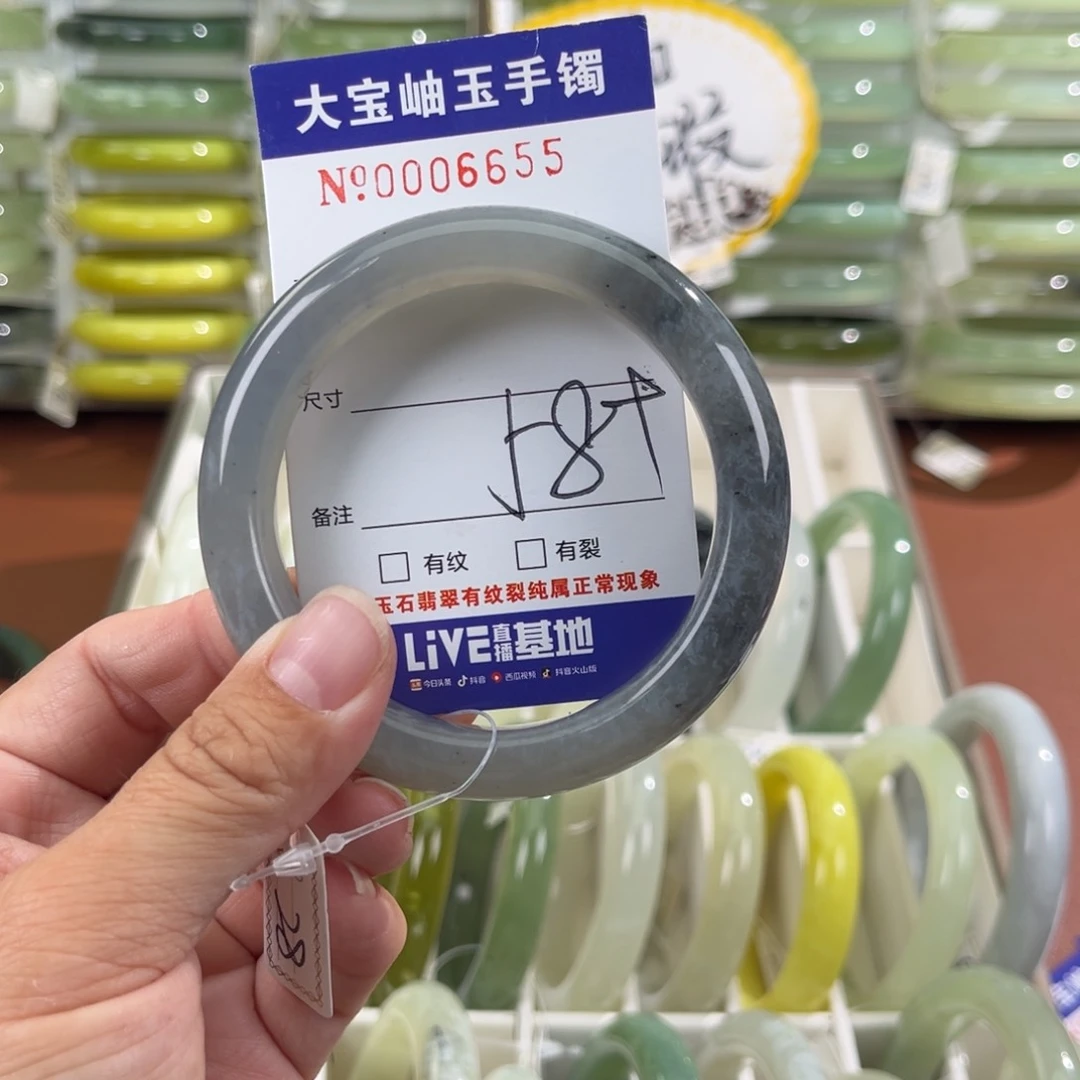 大宝岫玉手镯
No.0006655
尺寸
58
备注
有纹 有裂
玉石翡翠有纹裂纯属正常现象
LiVE直播基地
今日头条 抖音 西瓜视频 抖音火山版